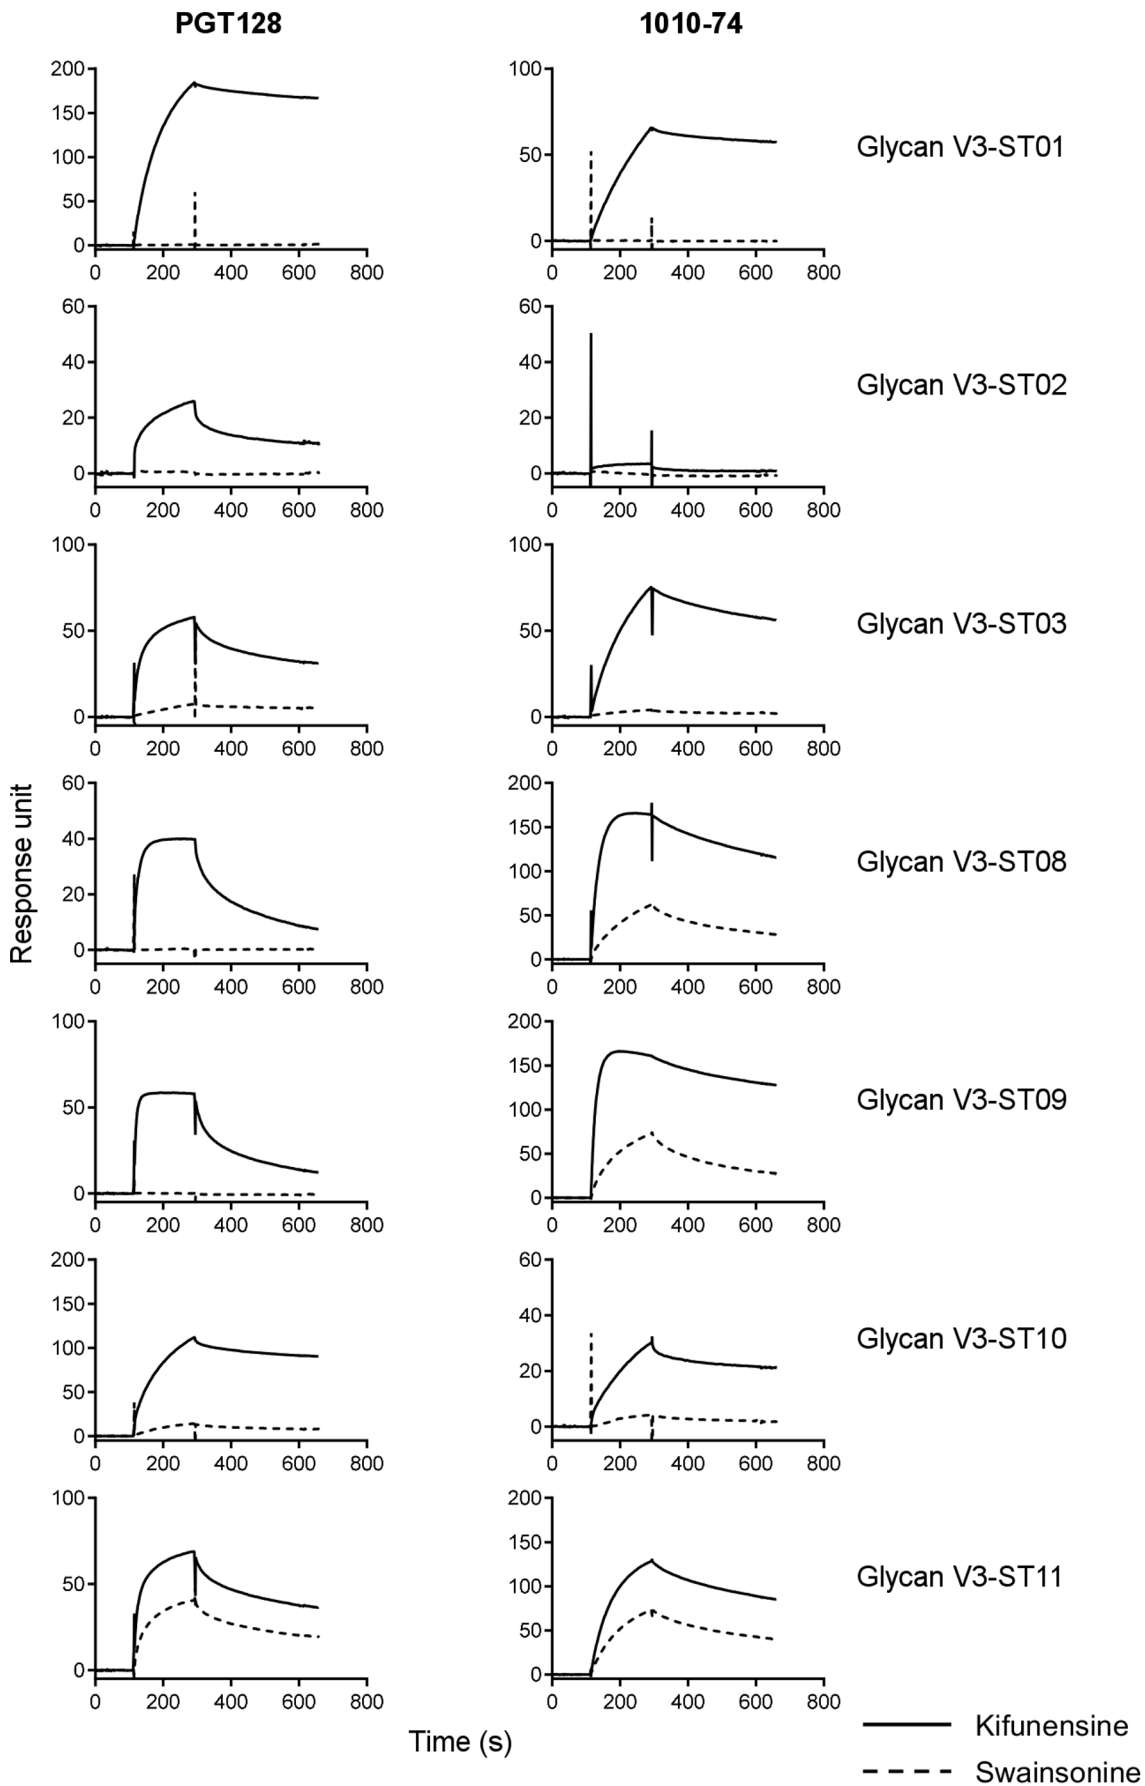 PGT128 1010-74
200 100
150
100 50
50
0 0
0 200 400 600 800 0 200 400 600 800
Glycan V3-ST01
60 60
40 40
20 20
0 0
0 200 400 600 800 0 200 400 600 800
Glycan V3-ST02
100 100
50 50
0 0
0 200 400 600 800 0 200 400 600 800
Glycan V3-ST03
60 200
40 150
20 100
0 50
0
0 200 400 600 800 0 200 400 600 800
Glycan V3-ST08
Response unit
100 200
50 150
0 100
50
0
0 200 400 600 800 0 200 400 600 800
Glycan V3-ST09
200 60
150 40
100 20
50 0
0
0 200 400 600 800 0 200 400 600 800
Glycan V3-ST10
100 200
50 150
0 100
50
0
0 200 400 600 800 0 200 400 600 800
Glycan V3-ST11
Time (s)
Kifunensine
Swainsonine